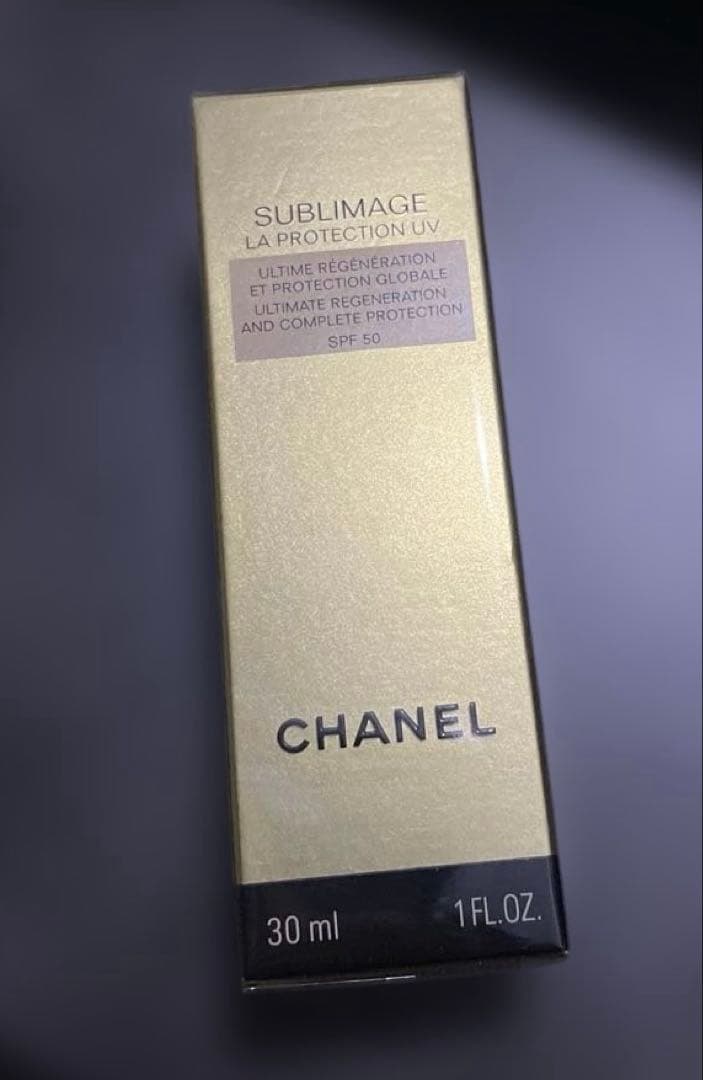 SUBLIMAGE
LA PROTECTION UV
ULTIME RÉGÉNÉRATION
ET PROTECTION GLOBALE
ULTIMATE REGENERATION
AND COMPLETE PROTECTION
SPF 50
CHANEL
30 ml 1 FL.OZ.